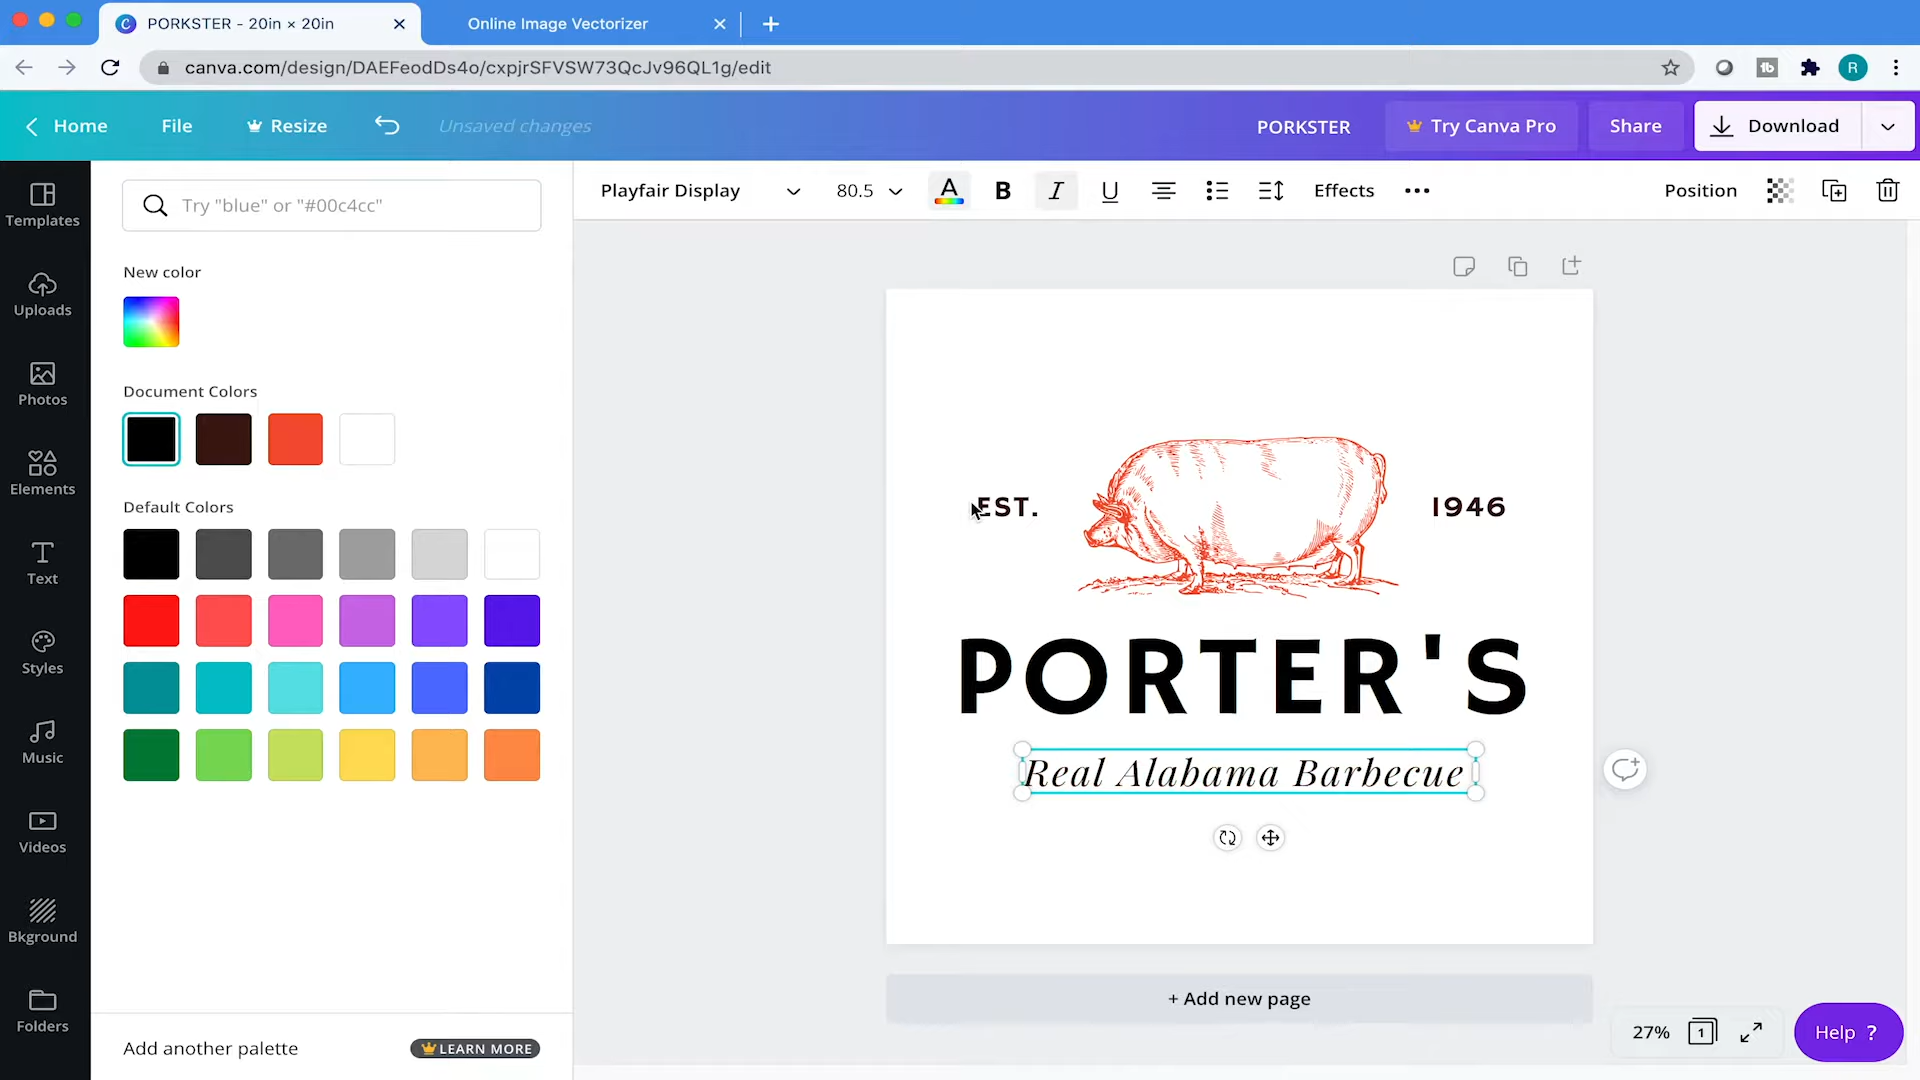 PORKSTER - 20in × 20in
Online Image Vectorizer
canva.com/design/DAEFeodDs4o/cxpjrSFVSW73QcJv96QL1g/edit
R
Home
File
Resize
Unsaved changes
PORKSTER
Try Canva Pro
Share
Download
Templates
Uploads
Photos
Elements
Text
Styles
Music
Videos
Bkground
Folders
Try "blue" or "#00c4cc"
New color
Document Colors
Default Colors
Add another palette
LEARN MORE
Playfair Display
80.5
A
B
I
U
Effects
Position
EST.
1946
PORTER'S
Real Alabama Barbecue
+ Add new page
27%
1
Help ?